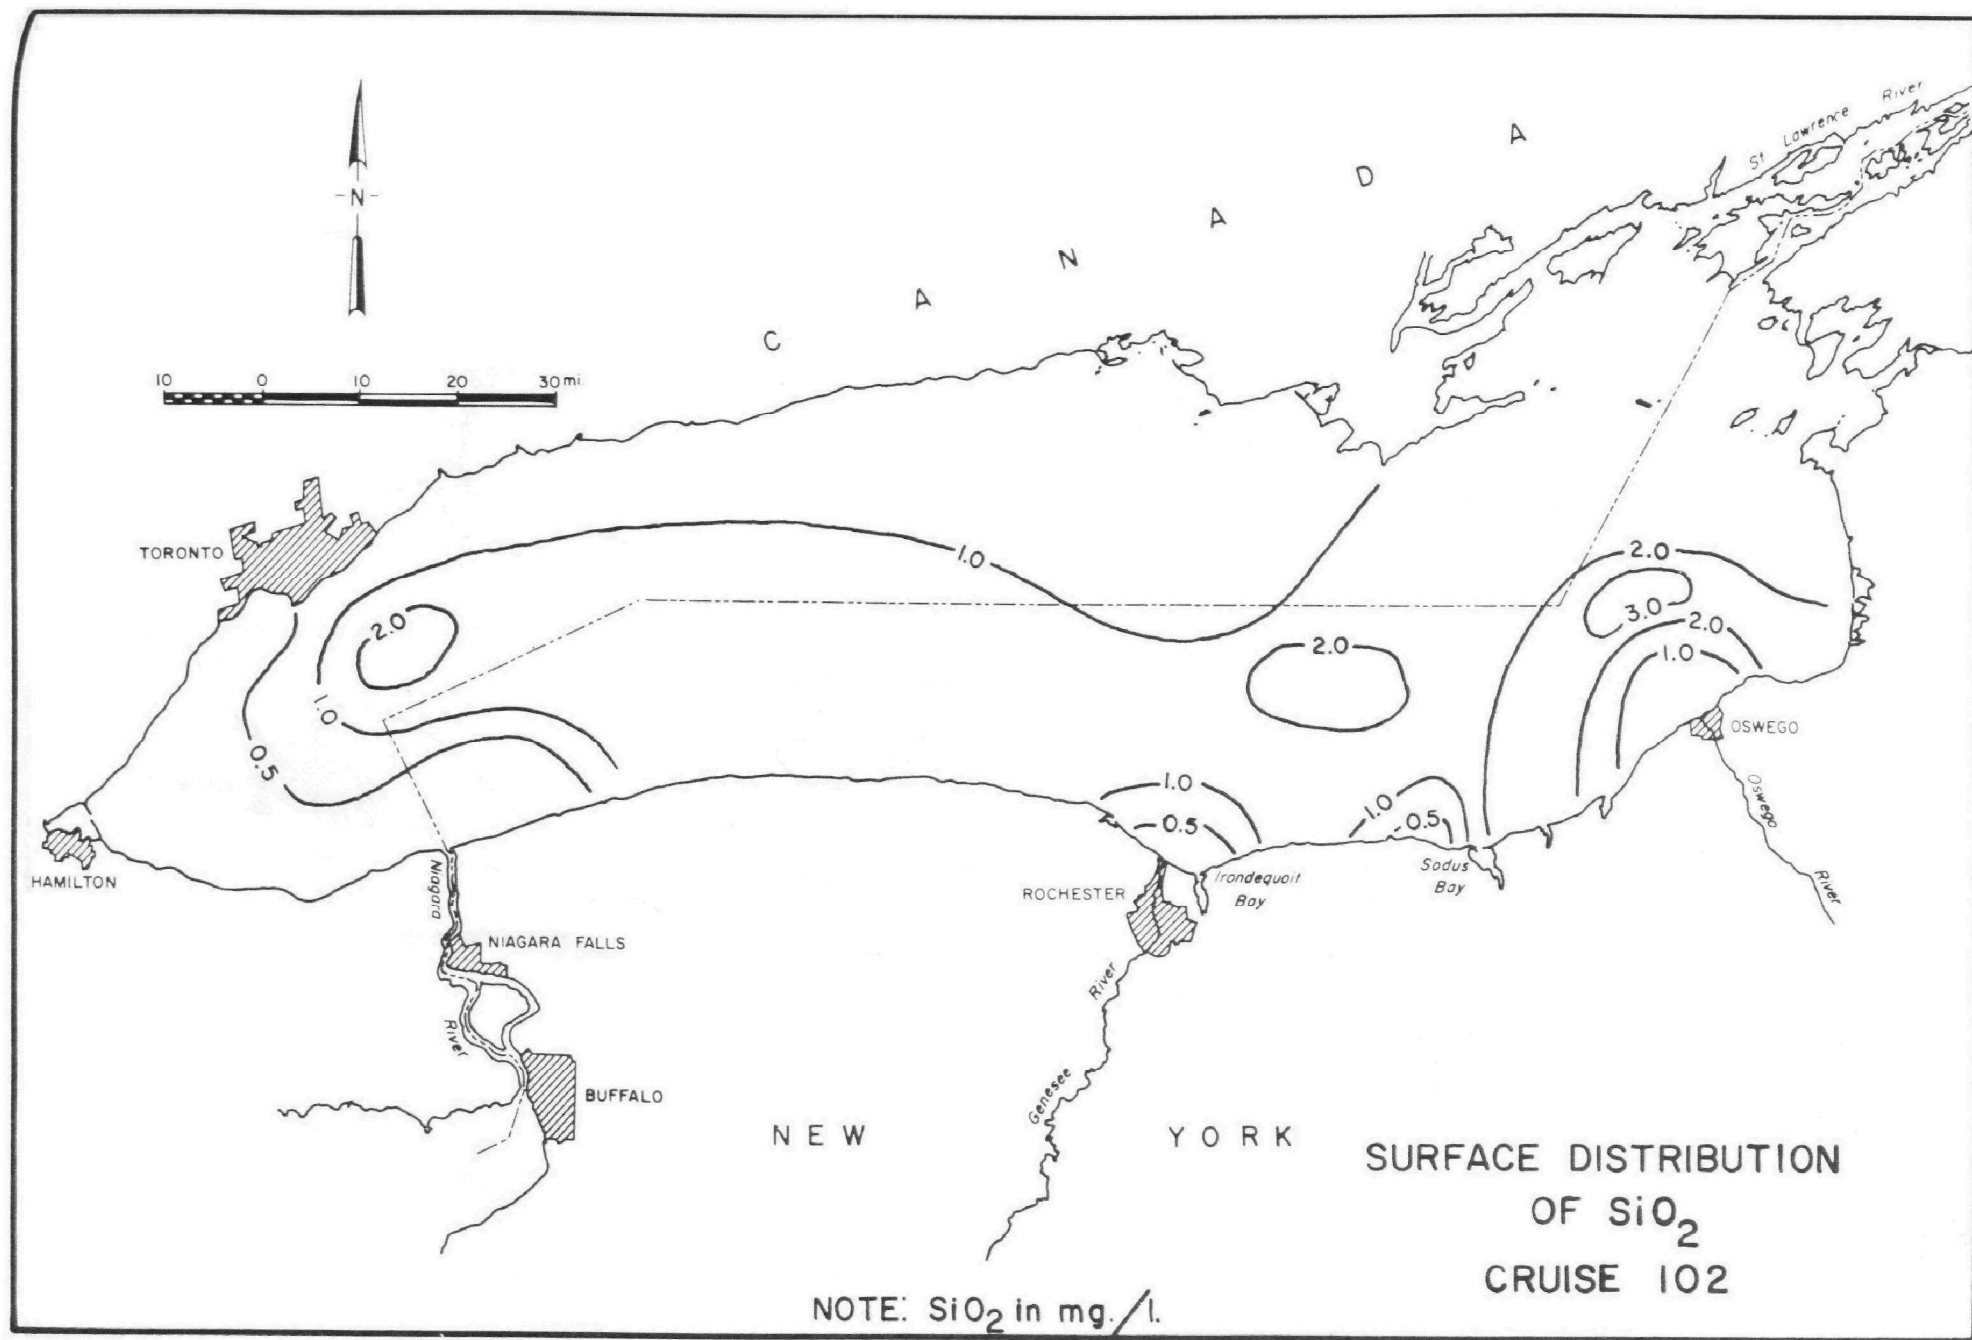 St. Lawrence River
C A N A D A
N
10 0 10 20 30 mi.
TORONTO
1.0
2.0
2.0
3.0
2.0
2.0
1.0
1.0
0.5
OSWEGO
1.0
0.5
1.0
0.5
Oswego River
HAMILTON
Niagara River
ROCHESTER
Irondequoit
Bay
Sodus
Bay
NIAGARA FALLS
Genesee River
BUFFALO
NEW YORK
SURFACE DISTRIBUTION
OF SiO2
CRUISE 102
NOTE: SiO2 in mg./l.